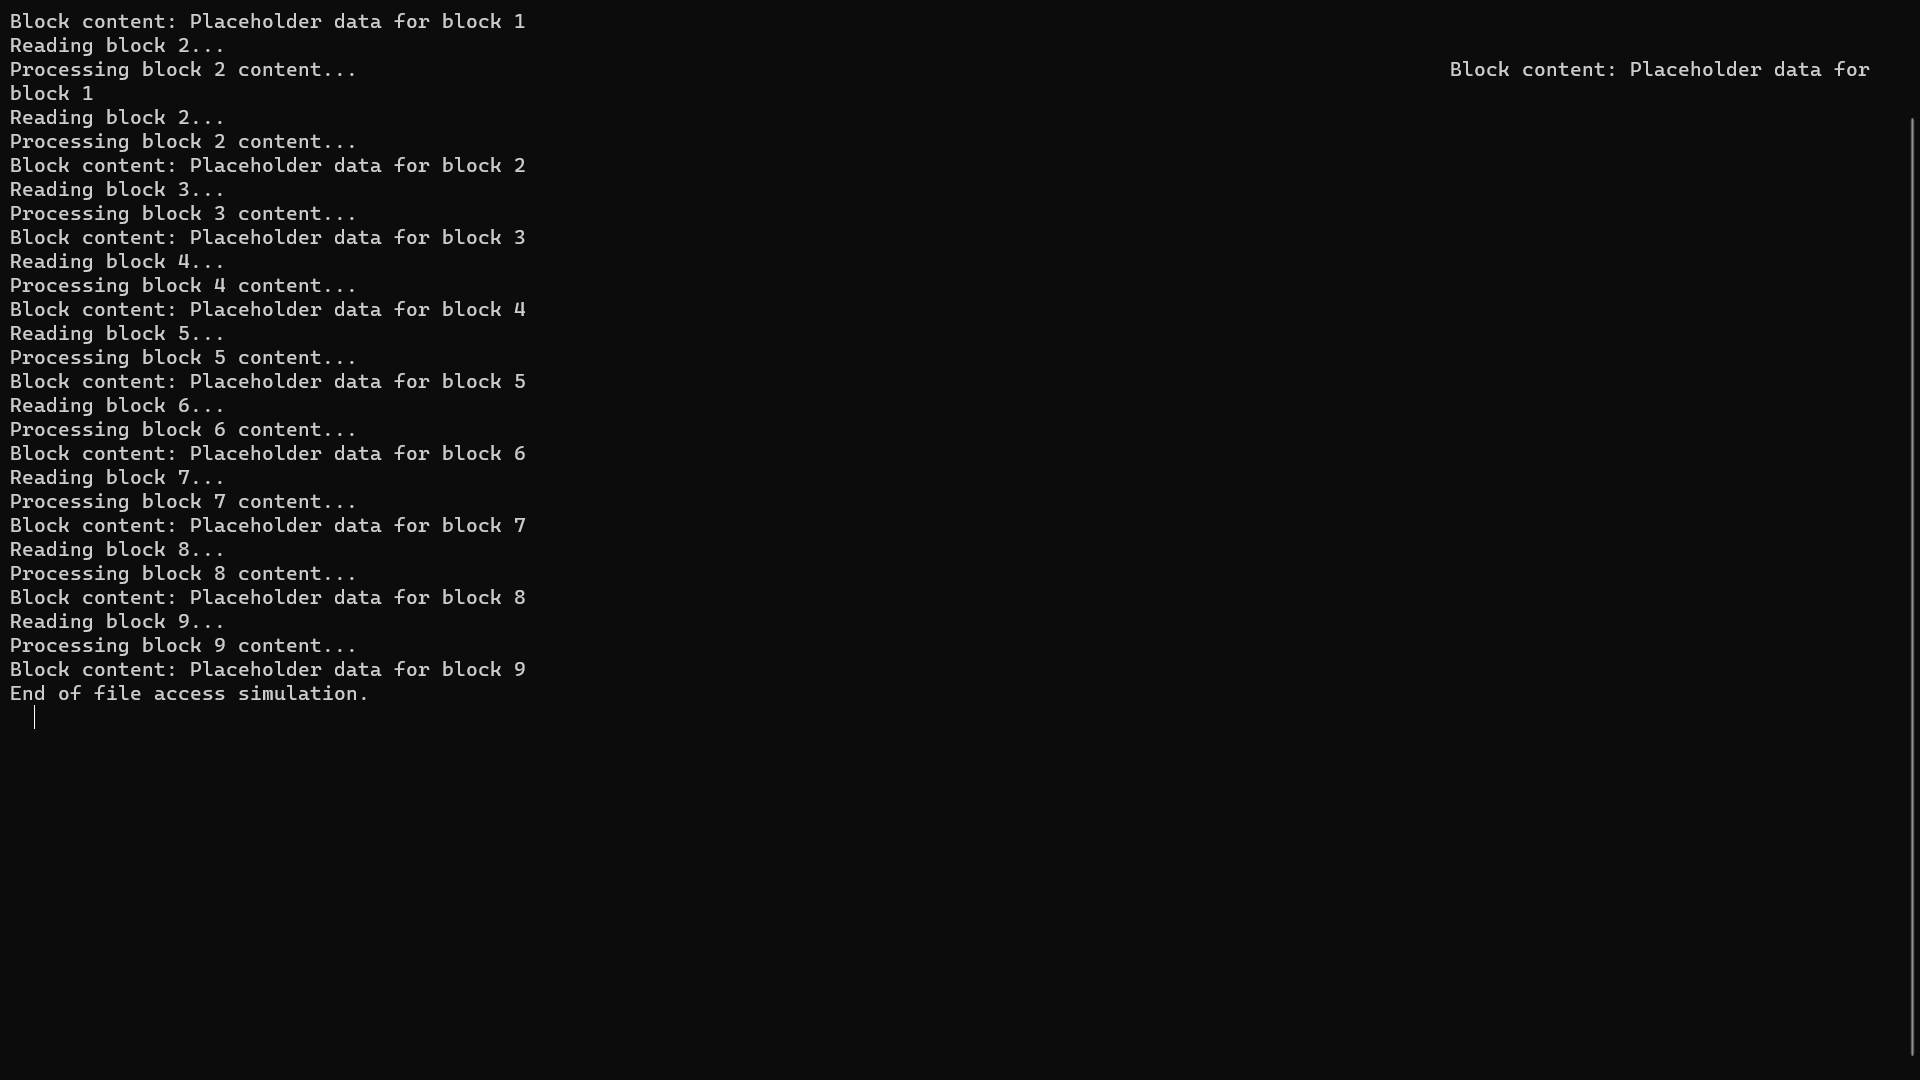 Block content: Placeholder data for block 1
Reading block 2...
Processing block 2 content... Block content: Placeholder data for
block 1
Reading block 2...
Processing block 2 content...
Block content: Placeholder data for block 2
Reading block 3...
Processing block 3 content...
Block content: Placeholder data for block 3
Reading block 4...
Processing block 4 content...
Block content: Placeholder data for block 4
Reading block 5...
Processing block 5 content...
Block content: Placeholder data for block 5
Reading block 6...
Processing block 6 content...
Block content: Placeholder data for block 6
Reading block 7...
Processing block 7 content...
Block content: Placeholder data for block 7
Reading block 8...
Processing block 8 content...
Block content: Placeholder data for block 8
Reading block 9...
Processing block 9 content...
Block content: Placeholder data for block 9
End of file access simulation.